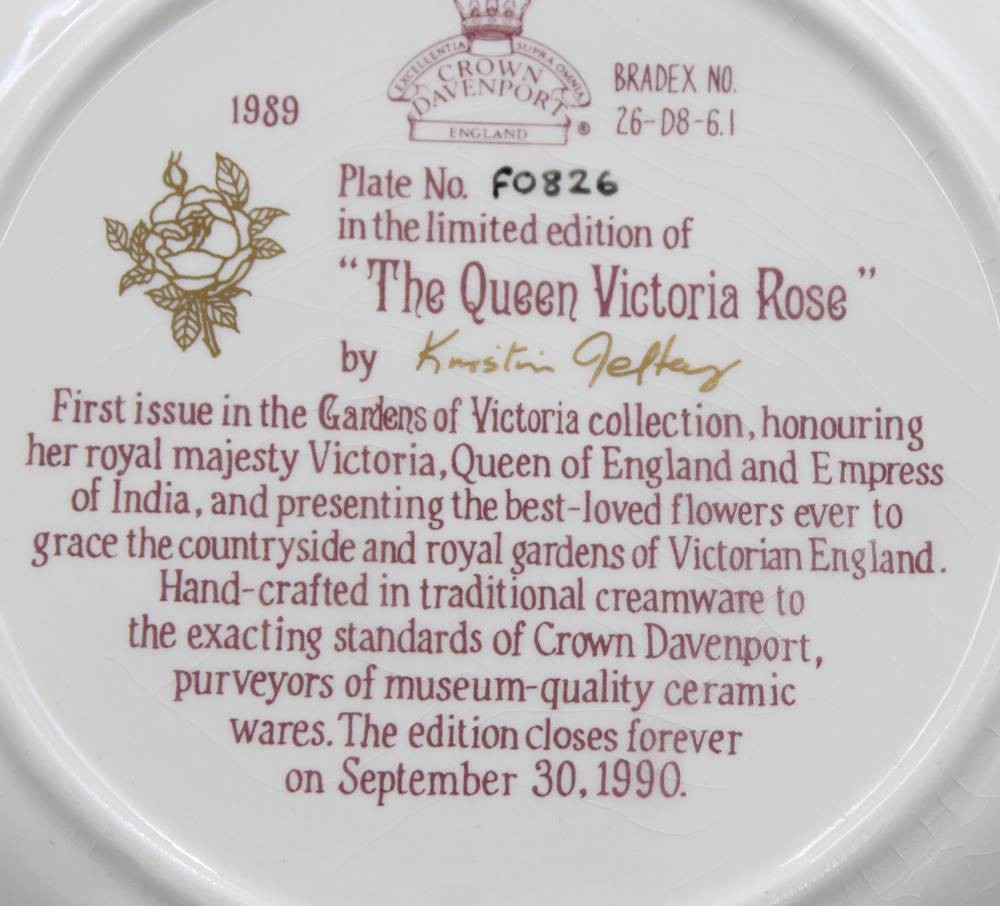 EXCELLENTIA SUPRA OMNIA
CROWN
DAVENPORT
ENGLAND ®
1989
BRADEX NO.
26-D8-6.1
Plate No. F0826
in the limited edition of
"The Queen Victoria Rose"
by
First issue in the Gardens of Victoria collection, honouring
her royal majesty Victoria, Queen of England and Empress
of India, and presenting the best-loved flowers ever to
grace the countryside and royal gardens of Victorian England.
Hand-crafted in traditional creamware to
the exacting standards of Crown Davenport,
purveyors of museum-quality ceramic
wares. The edition closes forever
on September 30, 1990.